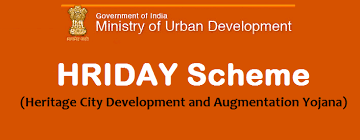 Government of India
Ministry of Urban Development
HRIDAY Scheme
(Heritage City Development and Augmentation Yojana)